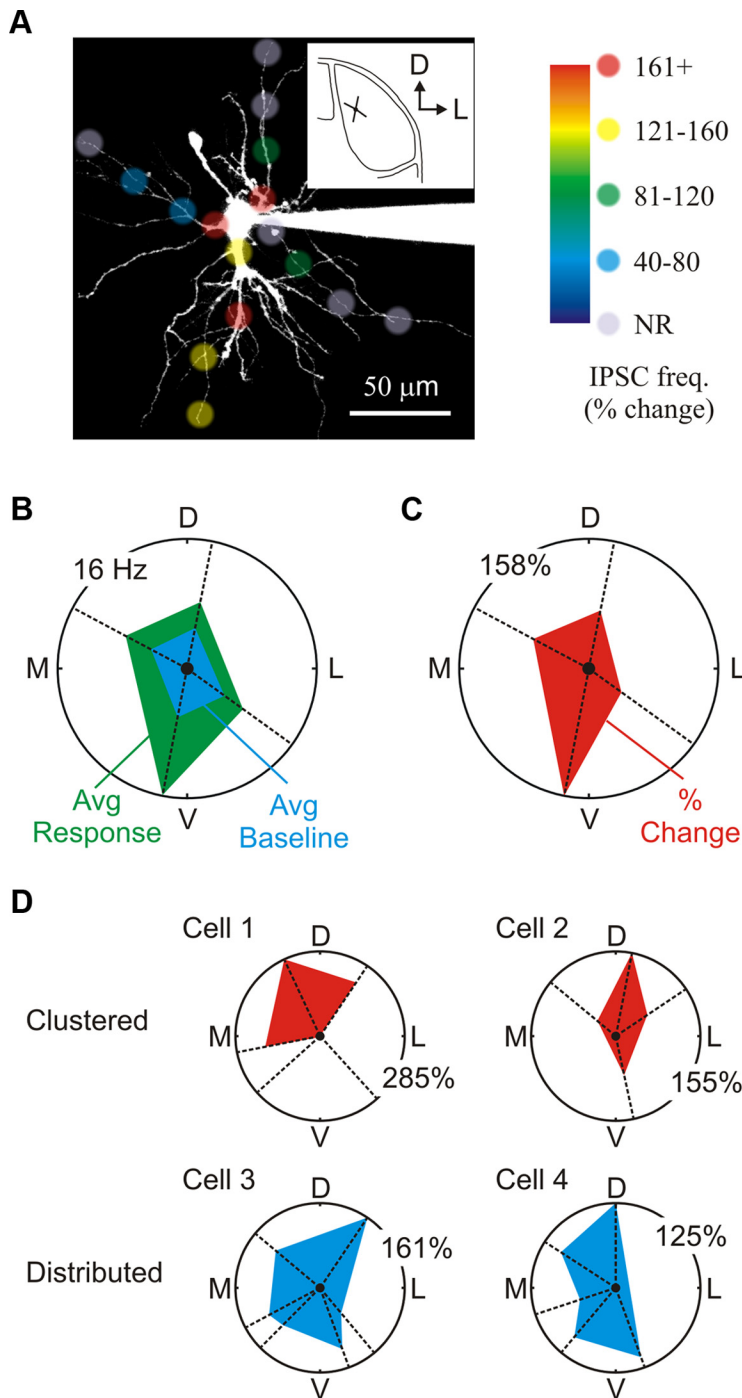 A
D
L
50 µm
161+
121-160
81-120
40-80
NR
IPSC freq.
(% change)
B
D
16 Hz
M
L
V
Avg
Response
Avg
Baseline
C
158%
M
L
V
%
Change
D
Cell 1
D
Clustered
M
L
285%
V
Cell 2
D
M
L
155%
V
Cell 3
D
Distributed
161%
M
L
V
Cell 4
D
125%
M
L
V